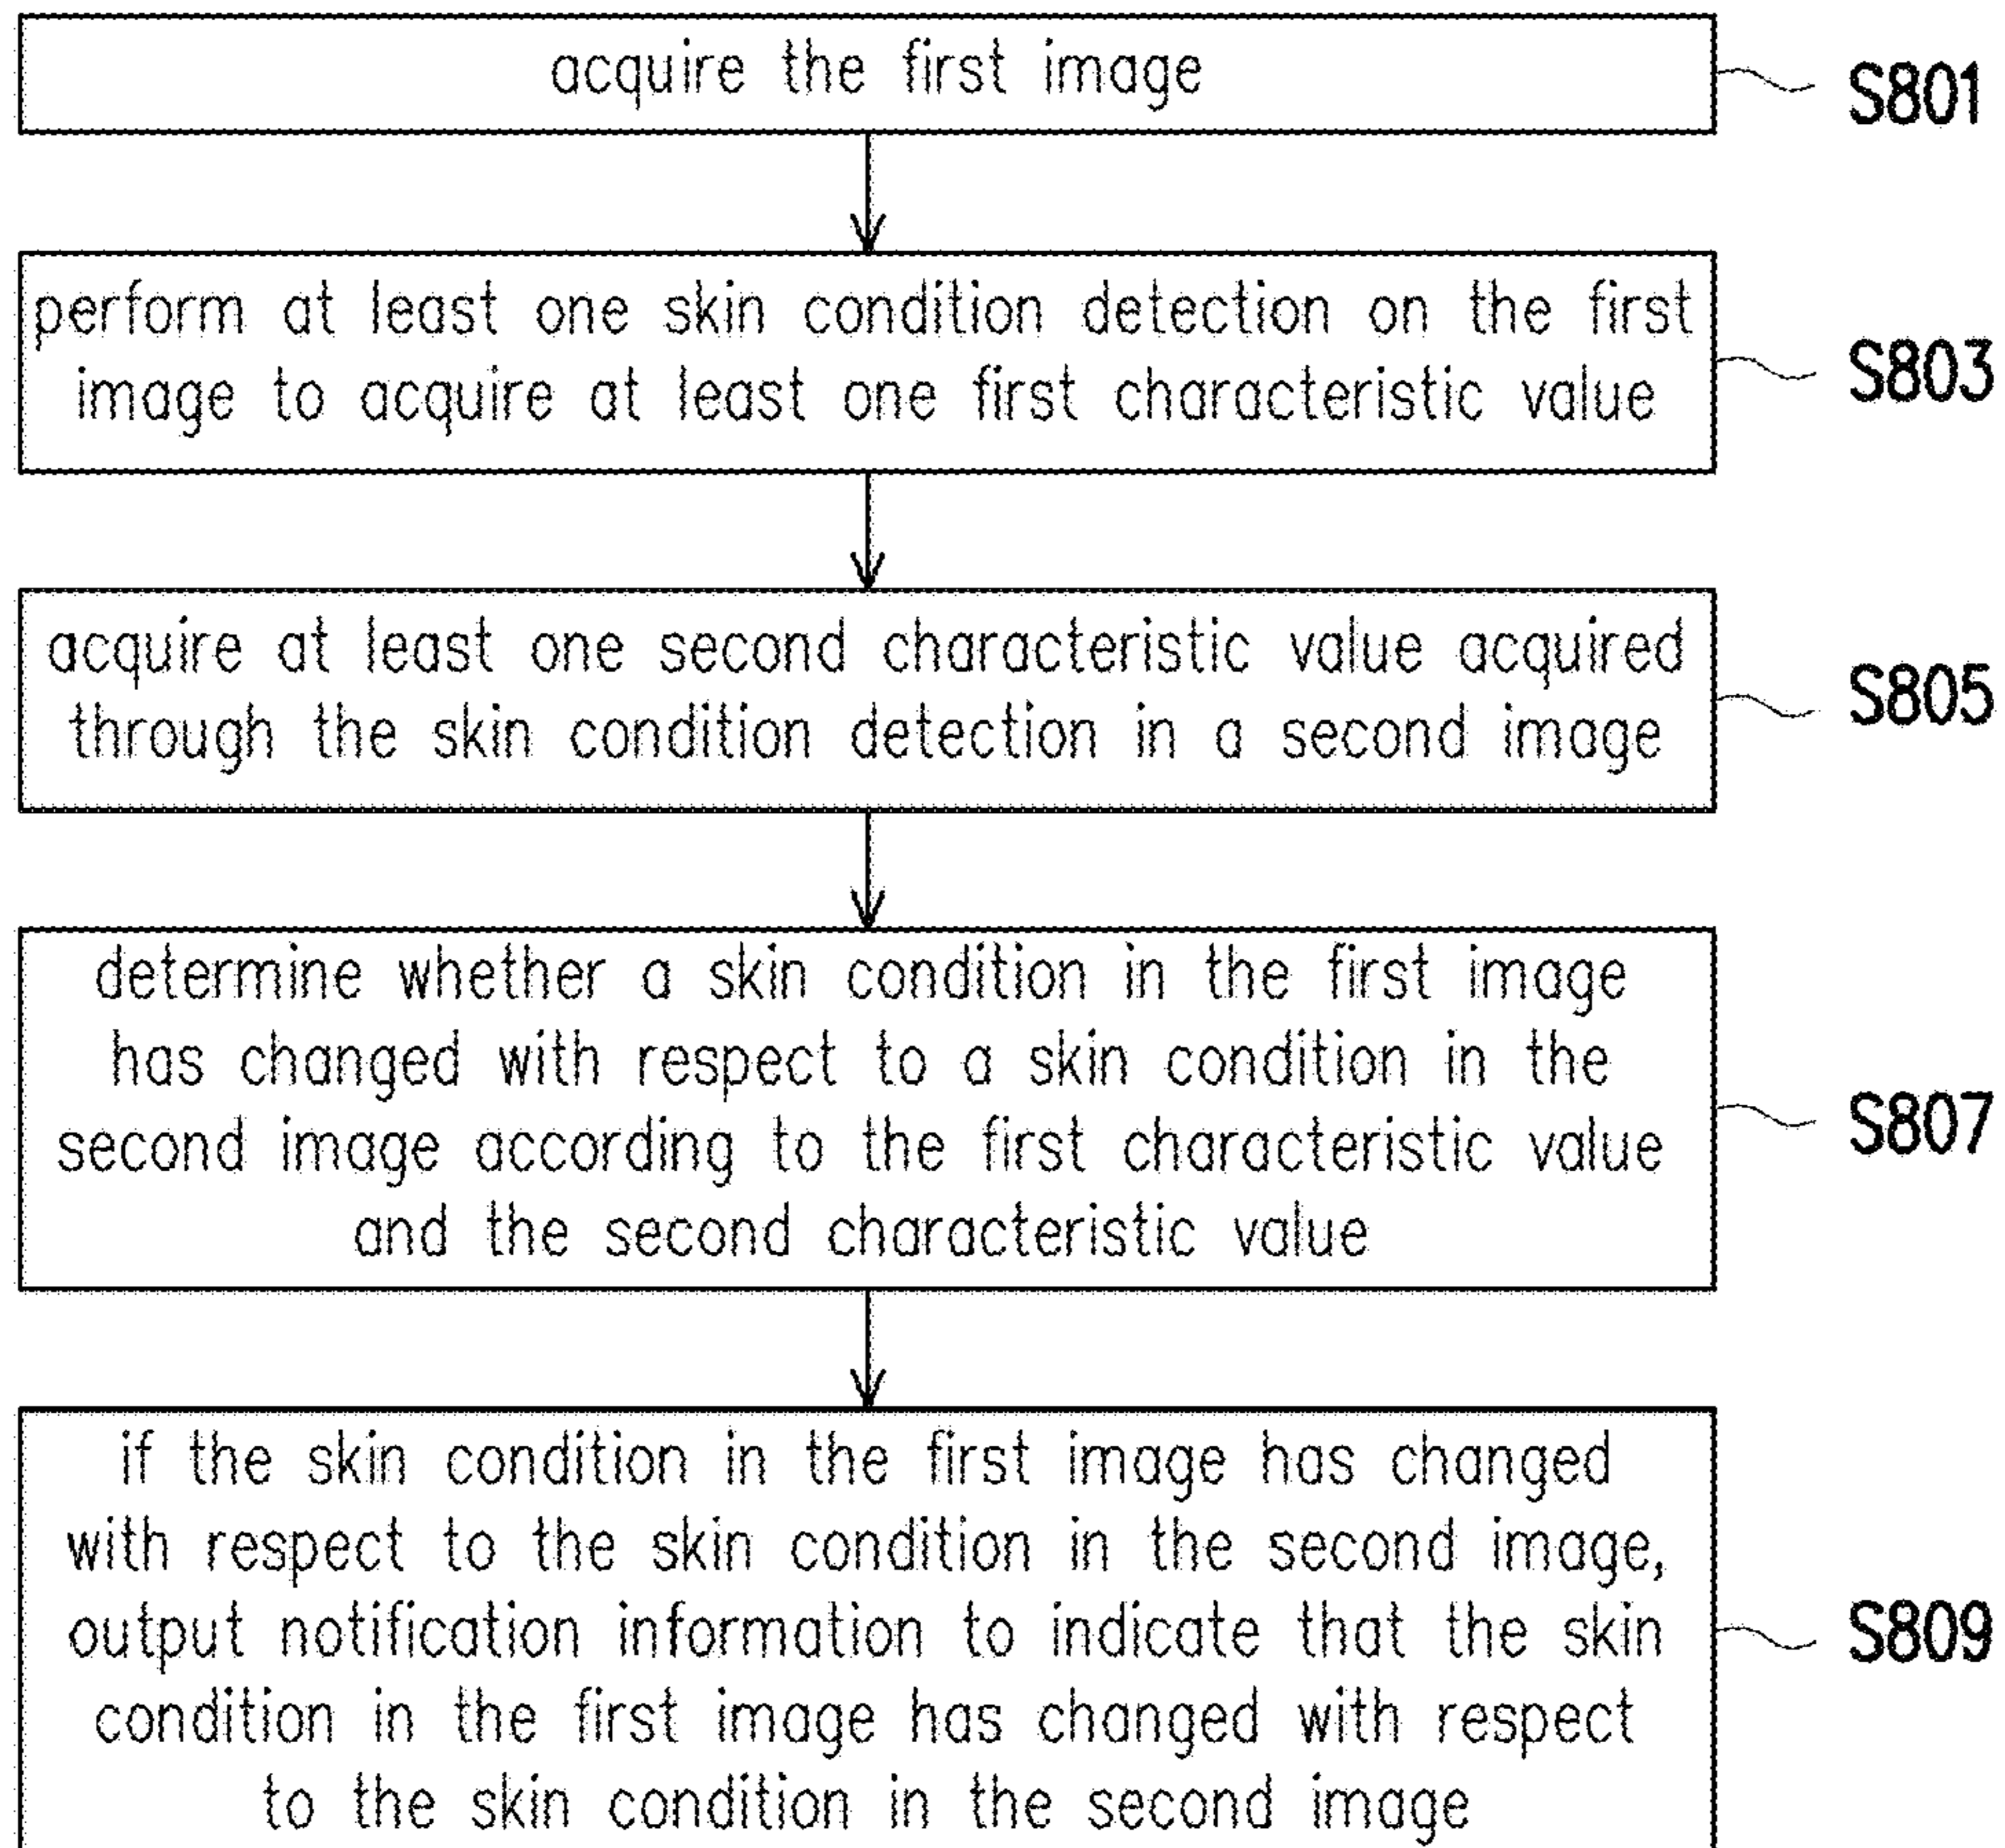 acquire the first image
S801
perform at least one skin condition detection on the first
image to acquire at least one first characteristic value
S803
acquire at least one second characteristic value acquired
through the skin condition detection in a second image
S805
determine whether a skin condition in the first image
has changed with respect to a skin condition in the
second image according to the first characteristic value
and the second characteristic value
S807
if the skin condition in the first image has changed
with respect to the skin condition in the second image,
output notification information to indicate that the skin
condition in the first image has changed with respect
to the skin condition in the second image
S809